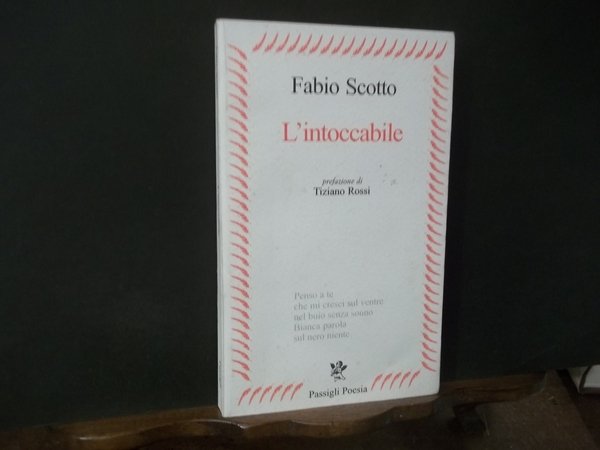 Fabio Scotto
L'intoccabile
prefazione di
Tiziano Rossi
Penso a te
che mi cresci sul ventre
nel buio senza suono
Bianca parola
sul nero niente
Passigli Poesia